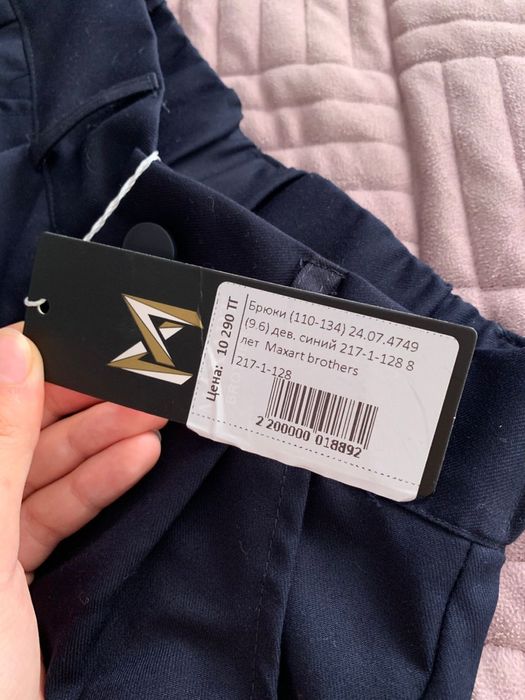 Брюки (110-134) 24.07.4749
(9.6) дев. синий 217-1-128 8
лет Maxart brothers
217-1-128
Цена: 10 290 ТГ
2 200000 018892